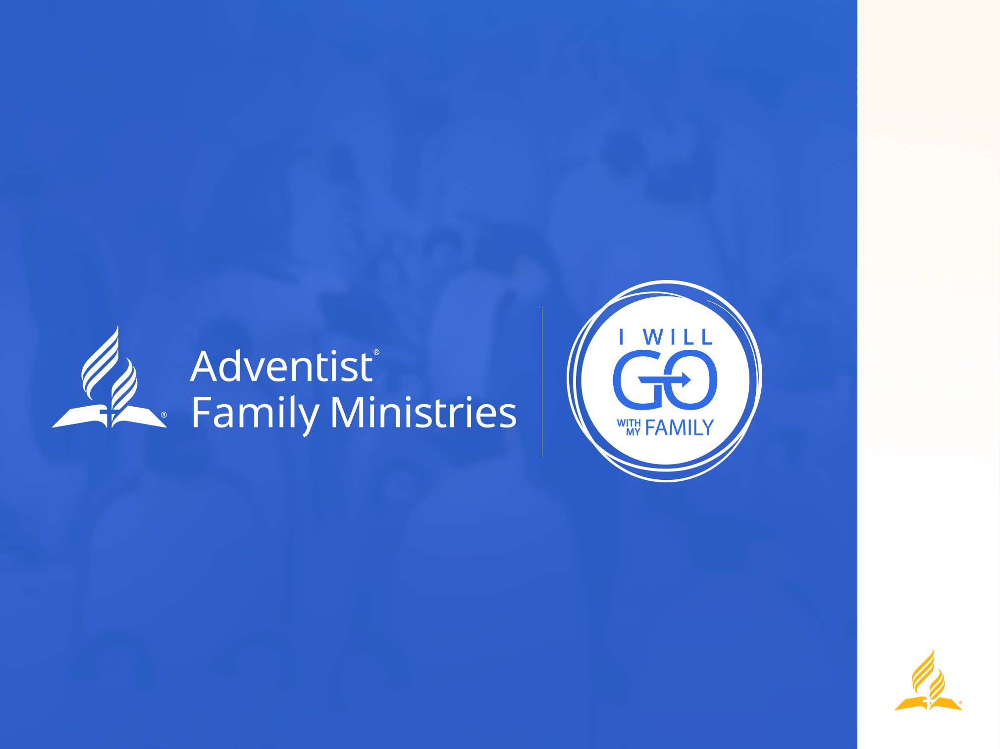 Adventist®
Family Ministries
®
I WILL
GO
WITH MY FAMILY
®